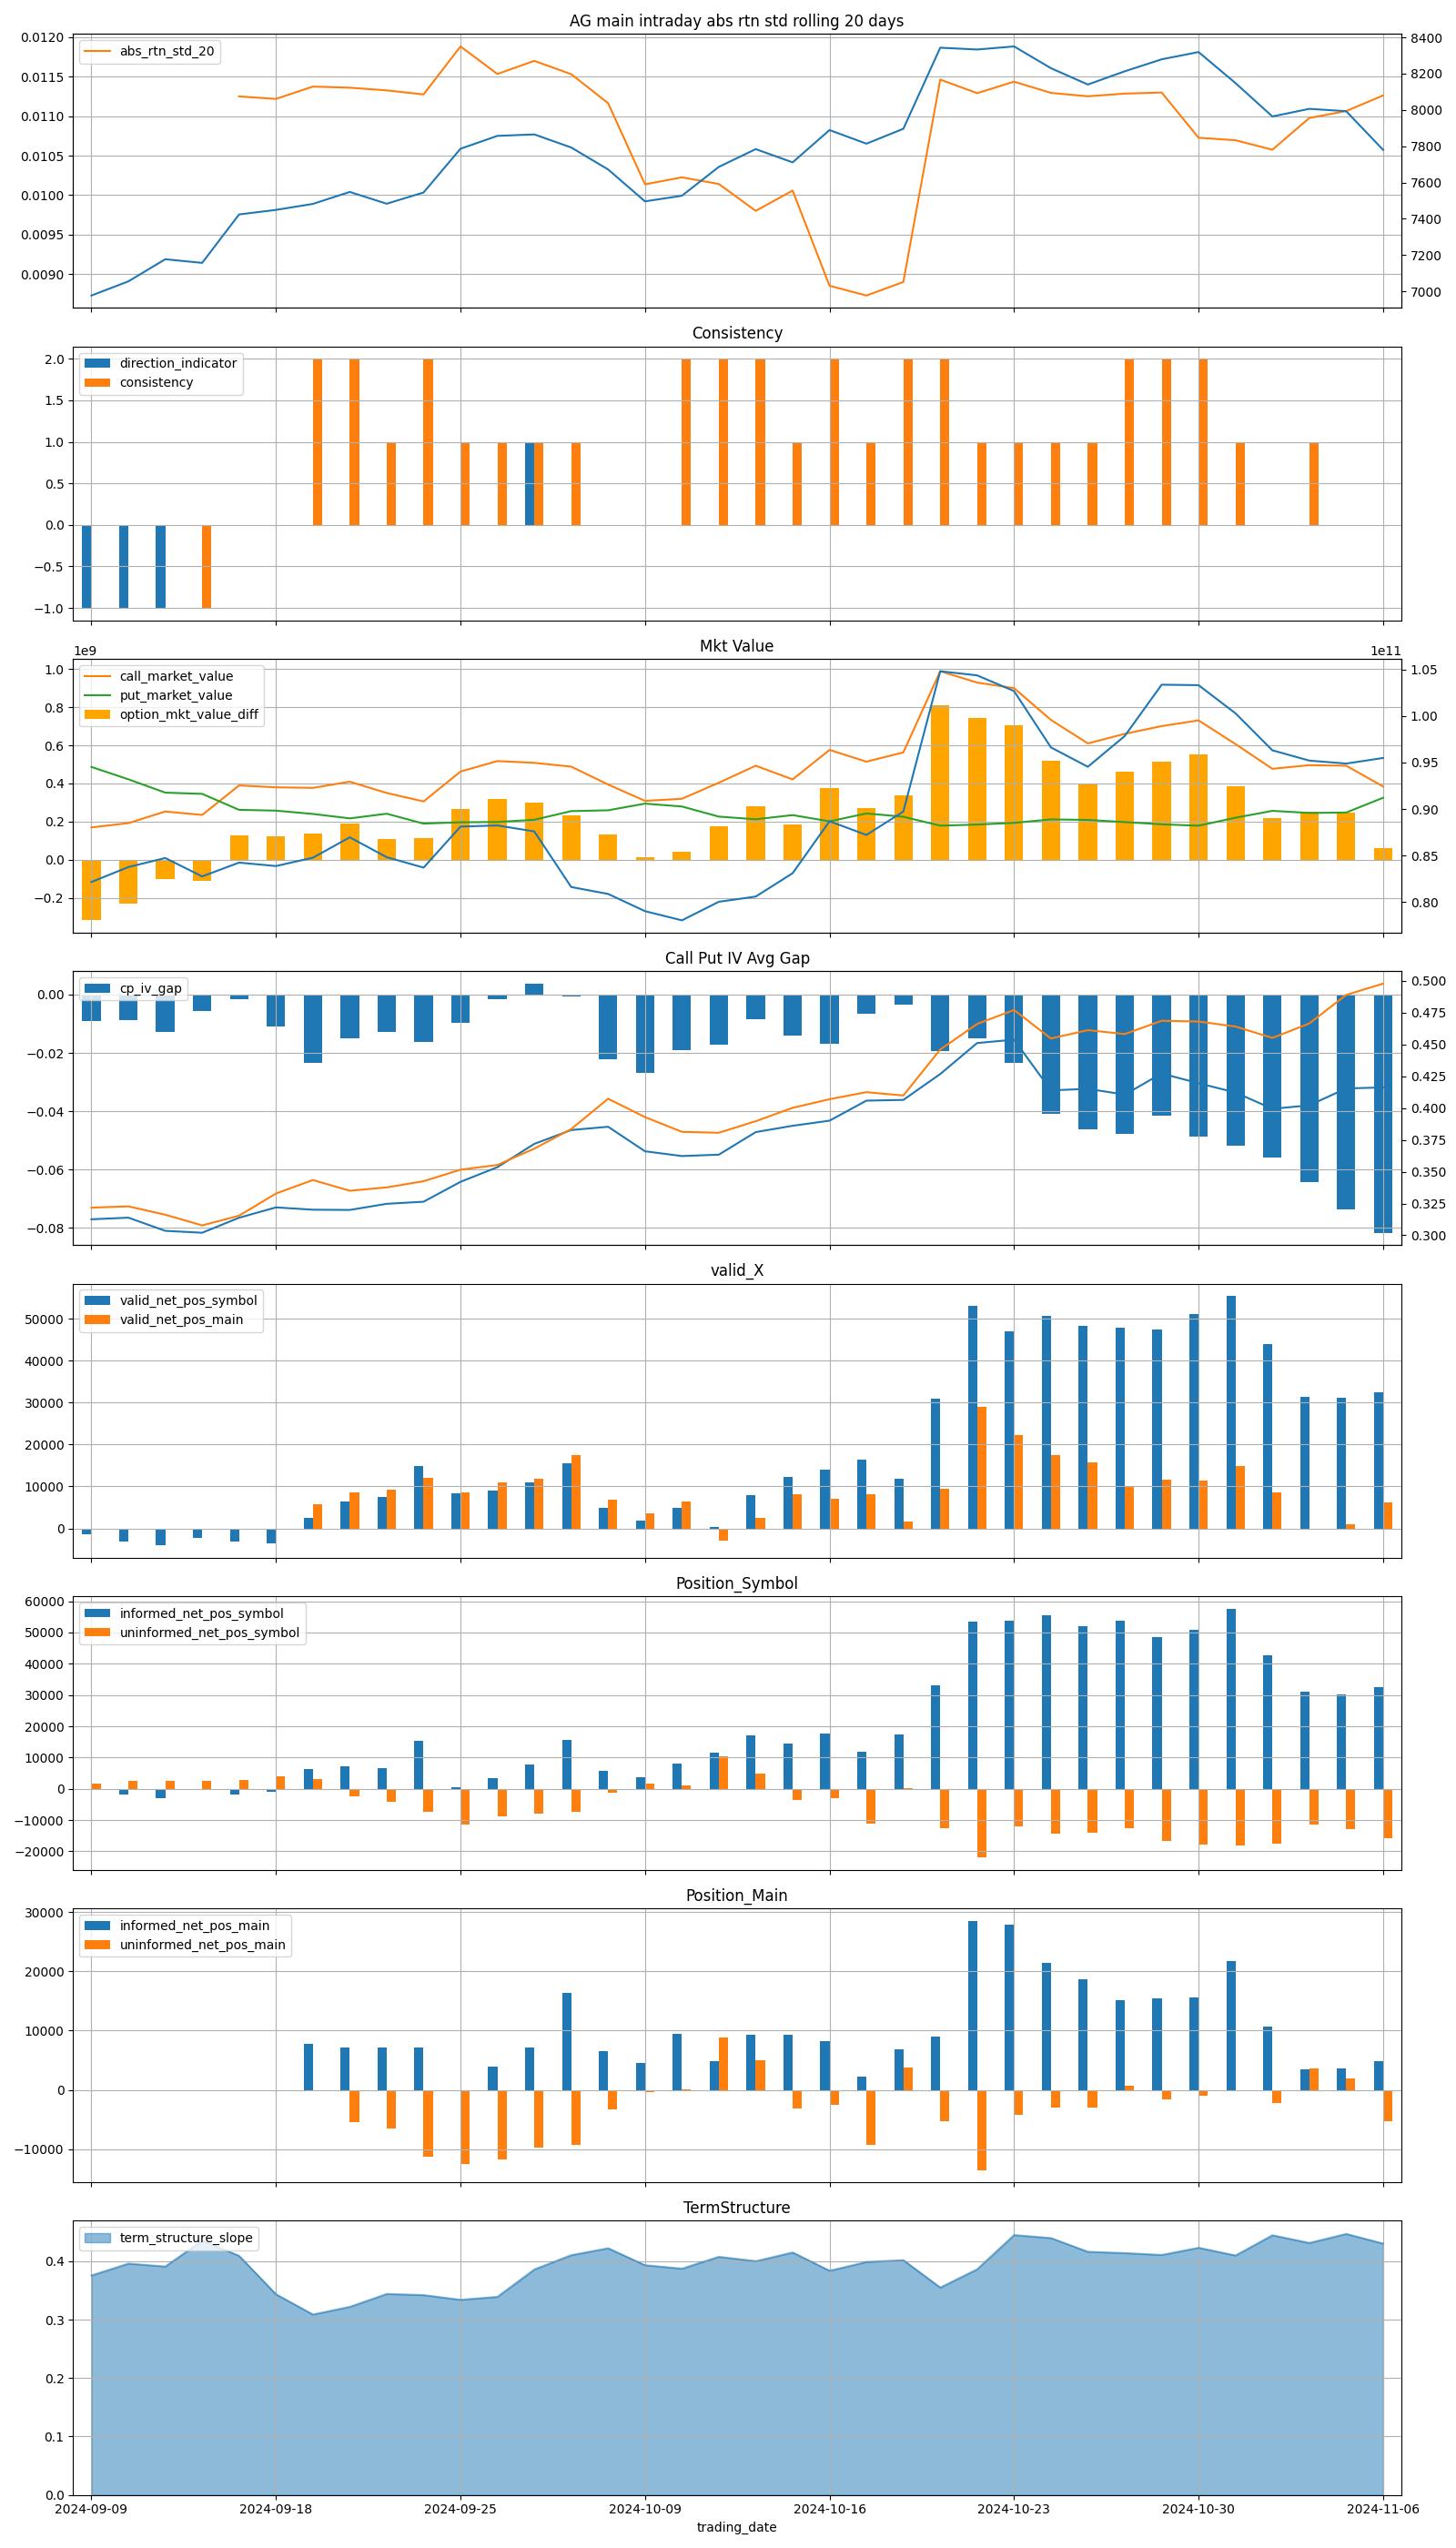 AG main intraday abs rtn std rolling 20 days
abs_rtn_std_20
0.0120
0.0115
0.0110
0.0105
0.0100
0.0095
0.0090
8400
8200
8000
7800
7600
7400
7200
7000
Consistency
direction_indicator
consistency
2.0
1.5
1.0
0.5
0.0
−0.5
−1.0
Mkt Value
1e9
1e11
call_market_value
put_market_value
option_mkt_value_diff
1.0
0.8
0.6
0.4
0.2
0.0
−0.2
1.05
1.00
0.95
0.90
0.85
0.80
Call Put IV Avg Gap
cp_iv_gap
0.00
−0.02
−0.04
−0.06
−0.08
0.500
0.475
0.450
0.425
0.400
0.375
0.350
0.325
0.300
valid_X
valid_net_pos_symbol
valid_net_pos_main
50000
40000
30000
20000
10000
0
Position_Symbol
informed_net_pos_symbol
uninformed_net_pos_symbol
60000
50000
40000
30000
20000
10000
0
−10000
−20000
Position_Main
informed_net_pos_main
uninformed_net_pos_main
30000
20000
10000
0
−10000
TermStructure
term_structure_slope
0.4
0.3
0.2
0.1
0.0
2024-09-09 2024-09-18 2024-09-25 2024-10-09 2024-10-16 2024-10-23 2024-10-30 2024-11-06
trading_date